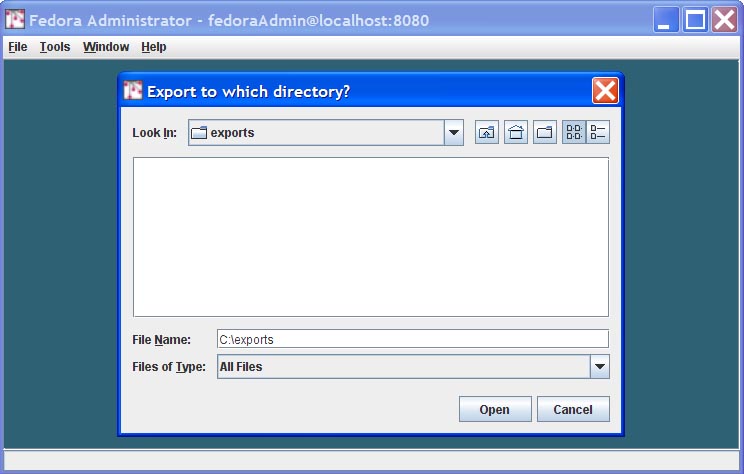 Fedora Administrator - fedoraAdmin@localhost:8080
File Tools Window Help
Export to which directory?
Look In: exports
File Name: C:\exports
Files of Type: All Files
Open Cancel